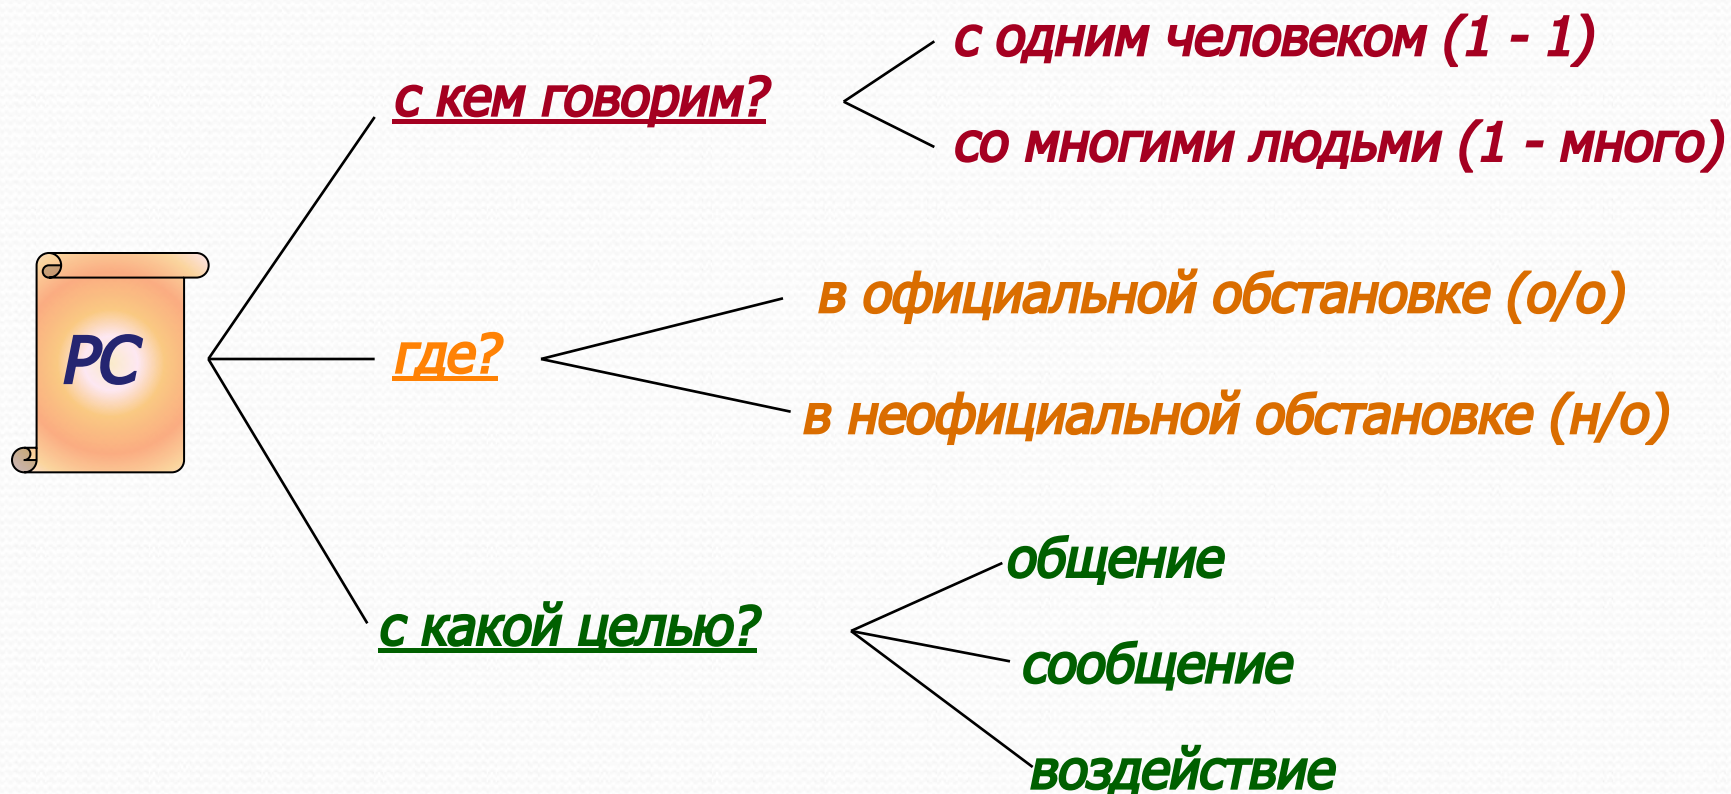 с одним человеком (1 - 1)
с кем говорим?
со многими людьми (1 - много)
в официальной обстановке (о/о)
РС
где?
в неофициальной обстановке (н/о)
общение
с какой целью?
сообщение
воздействие